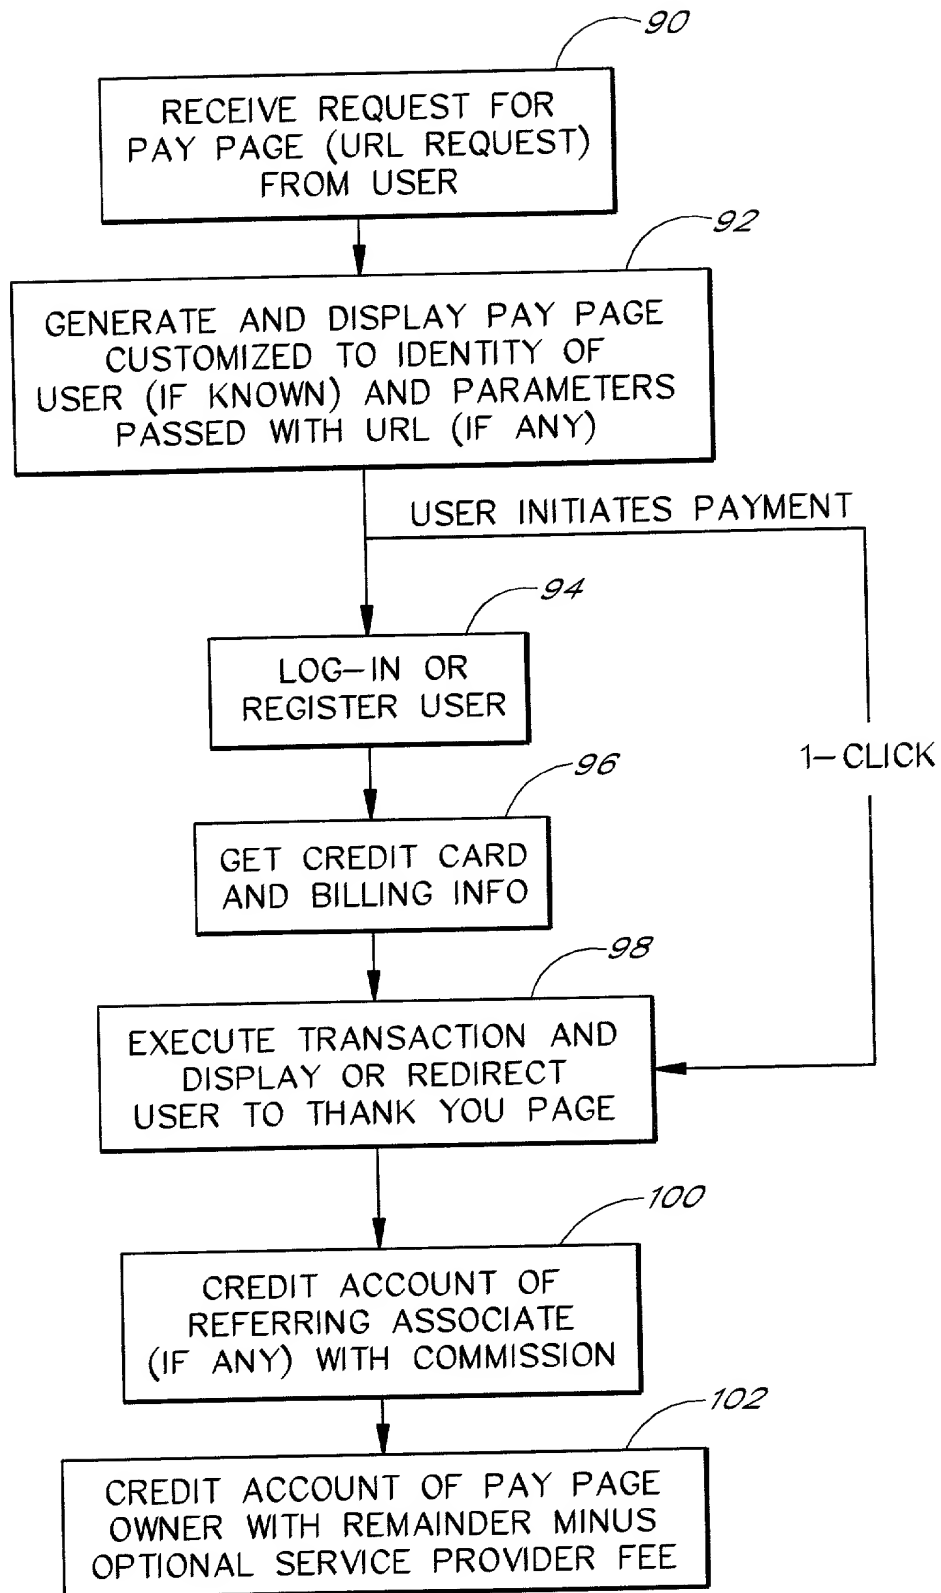 90
RECEIVE REQUEST FOR
PAY PAGE (URL REQUEST)
FROM USER
92
GENERATE AND DISPLAY PAY PAGE
CUSTOMIZED TO IDENTITY OF
USER (IF KNOWN) AND PARAMETERS
PASSED WITH URL (IF ANY)
USER INITIATES PAYMENT
94
LOG-IN OR
REGISTER USER
1-CLICK
96
GET CREDIT CARD
AND BILLING INFO
98
EXECUTE TRANSACTION AND
DISPLAY OR REDIRECT
USER TO THANK YOU PAGE
100
CREDIT ACCOUNT OF
REFERRING ASSOCIATE
(IF ANY) WITH COMMISSION
102
CREDIT ACCOUNT OF PAY PAGE
OWNER WITH REMAINDER MINUS
OPTIONAL SERVICE PROVIDER FEE